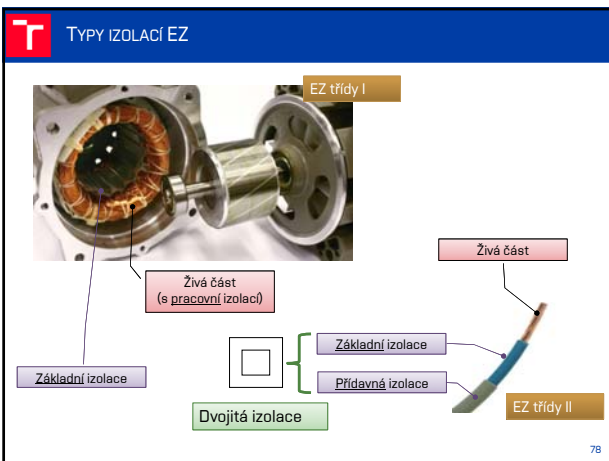 TYPY IZOLACÍ EZ
EZ třídy I
Živá část
(s pracovní izolací)
Základní izolace
Živá část
Základní izolace
Přídavná izolace
Dvojitá izolace
EZ třídy II
78